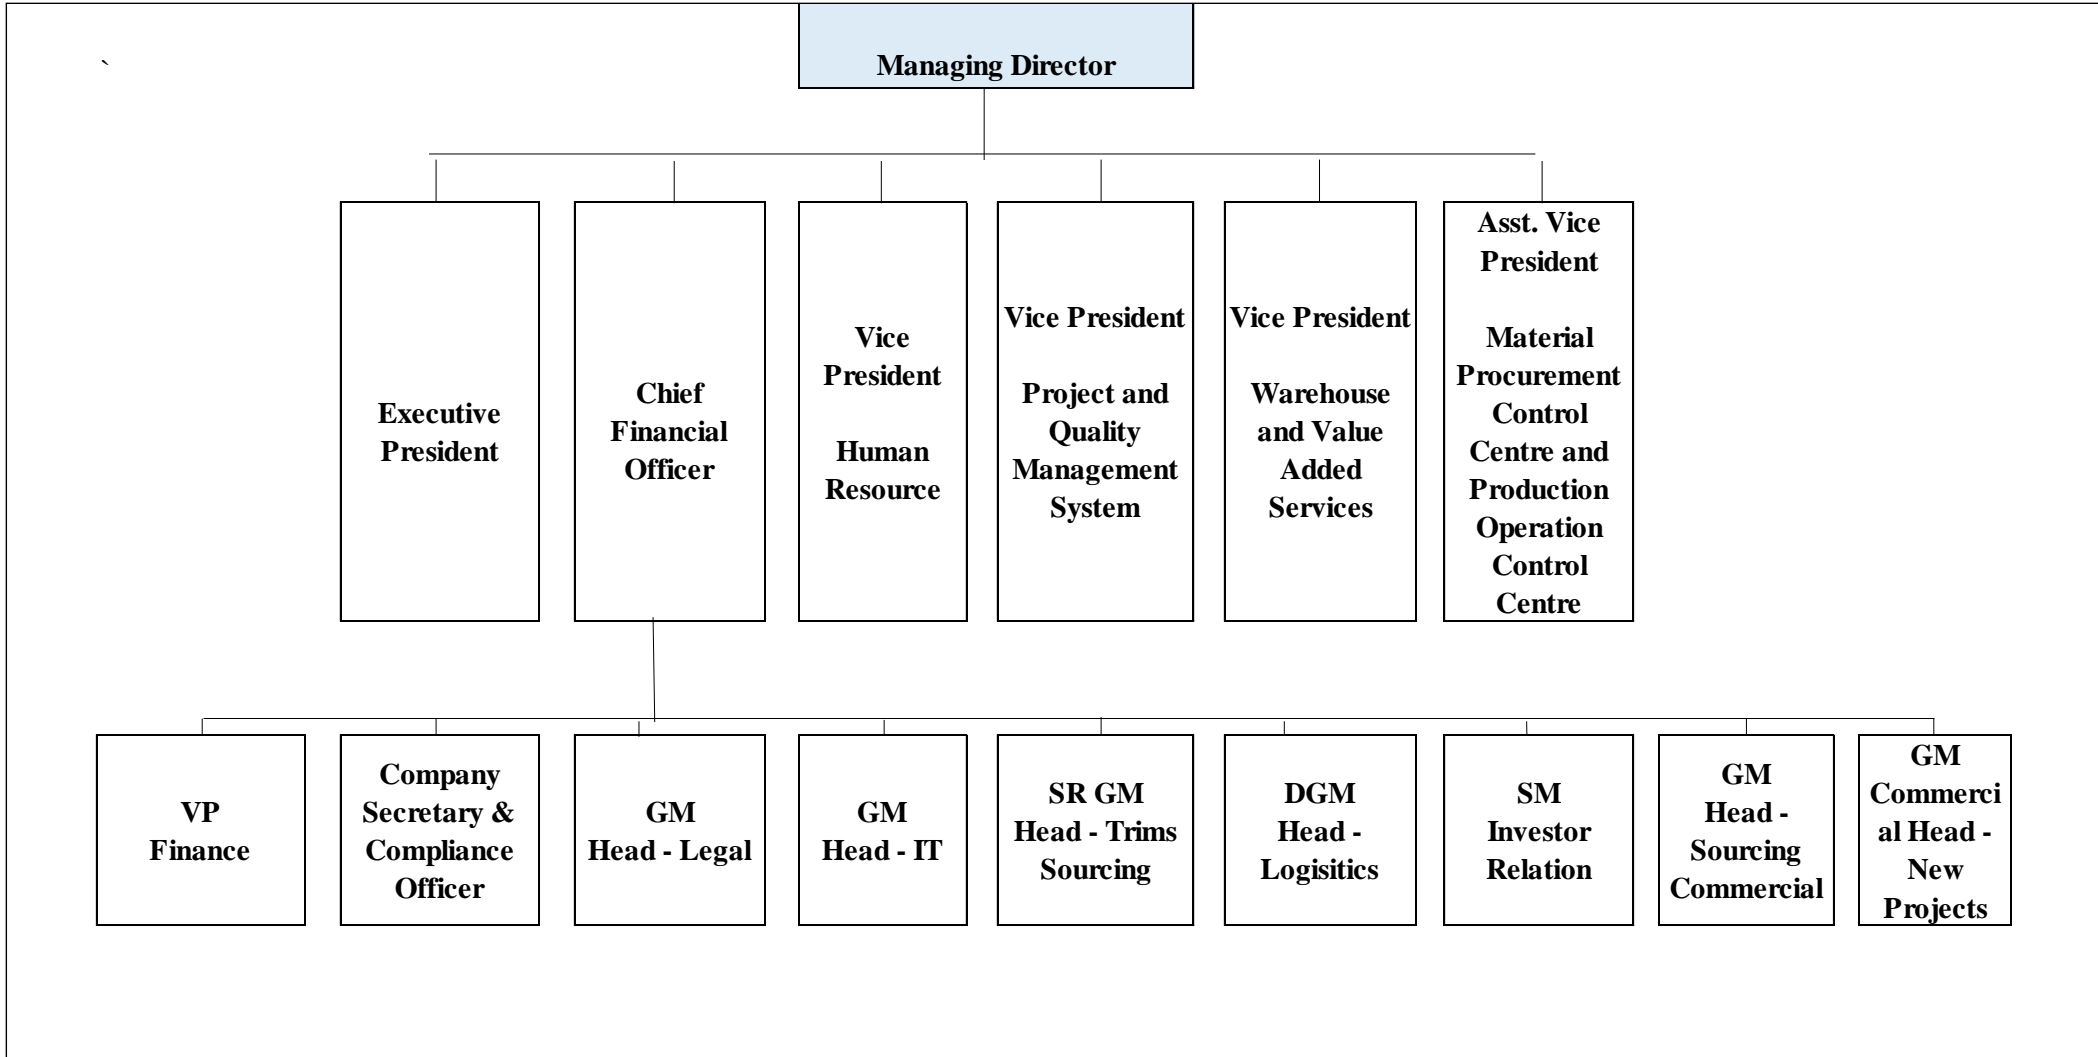 Managing Director
`
Executive
President
Chief
Financial
Officer
Vice
President
Human
Resource
Vice President
Project and
Quality
Management
System
Vice President
Warehouse
and Value
Added
Services
Asst. Vice
President
Material
Procurement
Control
Centre and
Production
Operation
Control
Centre
VP
Finance
Company
Secretary &
Compliance
Officer
GM
Head - Legal
GM
Head - IT
SR GM
Head - Trims
Sourcing
DGM
Head -
Logisitics
SM
Investor
Relation
GM
Head -
Sourcing
Commercial
GM
Commerci
al Head -
New
Projects